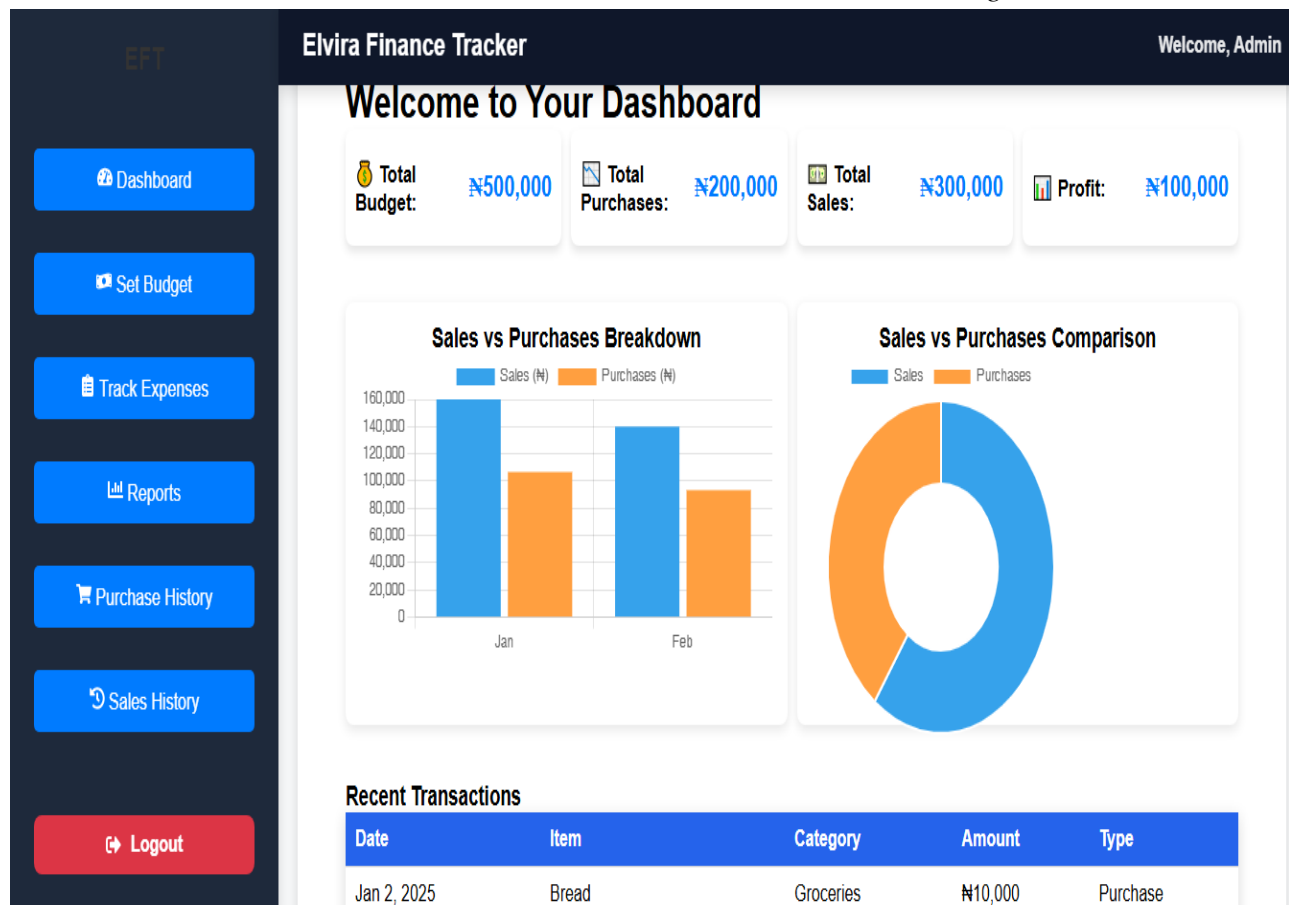 EFT
Elvira Finance Tracker
Welcome, Admin
Dashboard
Set Budget
Track Expenses
Reports
Purchase History
Sales History
Logout
Welcome to Your Dashboard
Total
Budget:
₦500,000
Total
Purchases:
₦200,000
Total
Sales:
₦300,000
Profit:
₦100,000
Sales vs Purchases Breakdown
Sales (₦) Purchases (₦)
160,000
140,000
120,000
100,000
80,000
60,000
40,000
20,000
0
Jan Feb
Sales vs Purchases Comparison
Sales Purchases
Recent Transactions
Date Item Category Amount Type
Jan 2, 2025 Bread Groceries ₦10,000 Purchase